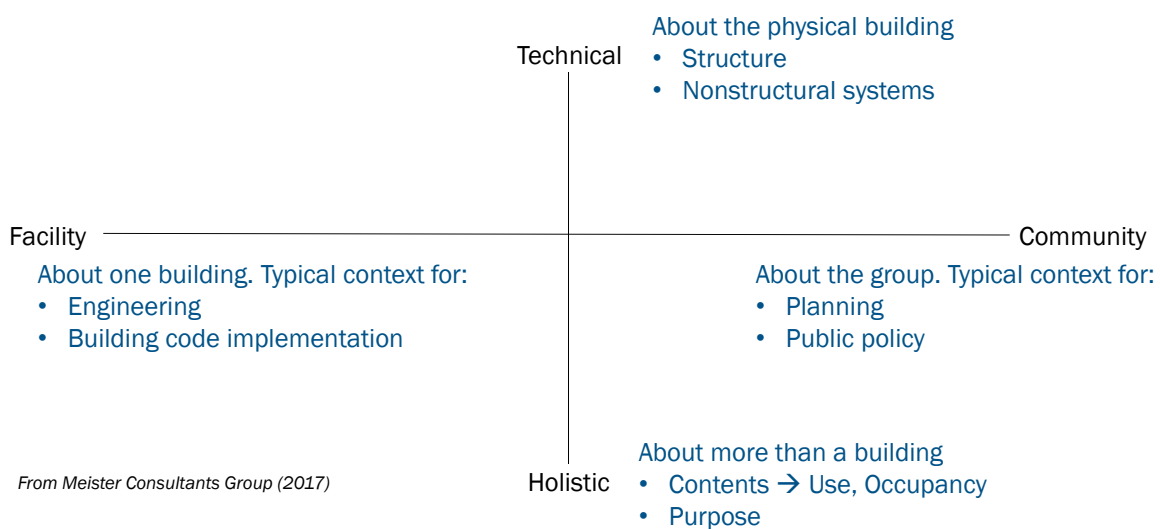 About the physical building
Technical
• Structure
• Nonstructural systems
Facility
Community
About one building. Typical context for:
• Engineering
• Building code implementation
About the group. Typical context for:
• Planning
• Public policy
About more than a building
Holistic
• Contents → Use, Occupancy
• Purpose
From Meister Consultants Group (2017)